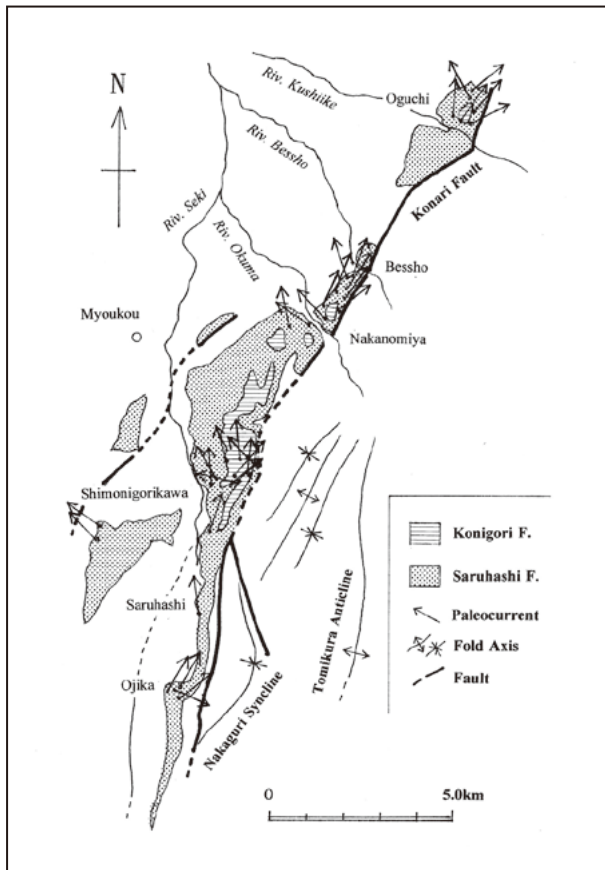 N
Riv. Kushiike
Oguchi
Riv. Bessho
Konari Fault
Riv. Seki
Riv. Okuma
Bessho
Myoukou
Nakanomiya
Shimonigorikawa
Konigori F.
Saruhashi F.
Saruhashi
Paleocurrent
Tomikura Anticline
Fold Axis
Ojika
Fault
Nakaguri Syncline
0 5.0km